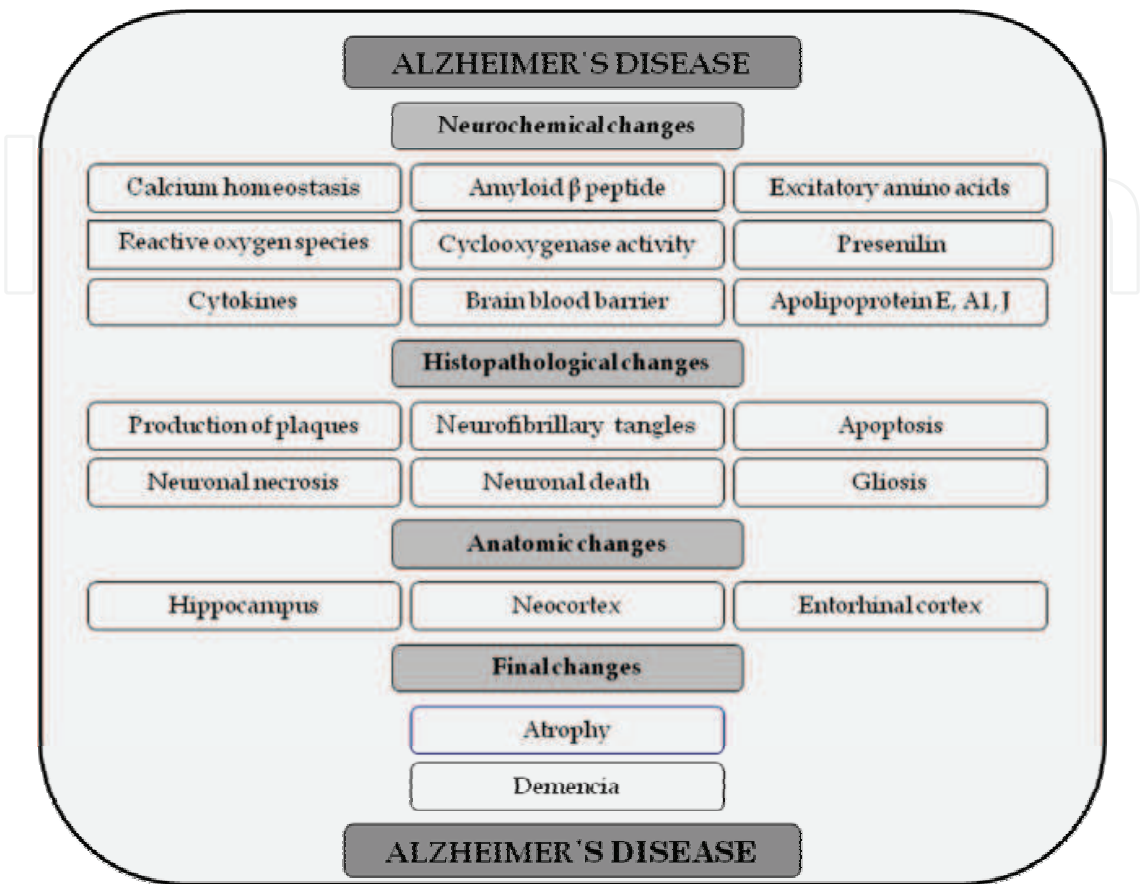 ALZHEIMER´S DISEASE
Neurochemical changes
Calcium homeostasis
Amyloid β peptide
Excitatory amino acids
Reactive oxygen species
Cyclooxygenase activity
Presenilin
Cytokines
Brain blood barrier
Apolipoprotein E, A1, J
Histopathological changes
Production of plaques
Neurofibrillary tangles
Apoptosis
Neuronal necrosis
Neuronal death
Gliosis
Anatomic changes
Hippocampus
Neocortex
Entorhinal cortex
Final changes
Atrophy
Demencia
ALZHEIMER´S DISEASE